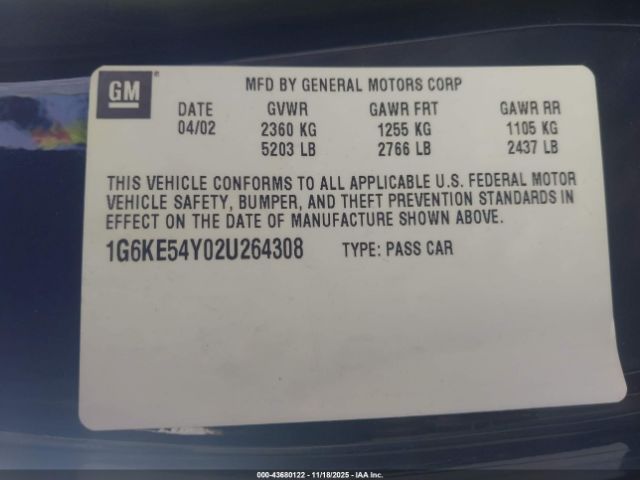 GM®
MFD BY GENERAL MOTORS CORP
DATE GVWR GAWR FRT GAWR RR
04/02 2360 KG 1255 KG 1105 KG
5203 LB 2766 LB 2437 LB
THIS VEHICLE CONFORMS TO ALL APPLICABLE U.S. FEDERAL MOTOR
VEHICLE SAFETY, BUMPER, AND THEFT PREVENTION STANDARDS IN
EFFECT ON THE DATE OF MANUFACTURE SHOWN ABOVE.
1G6KE54Y02U264308 TYPE: PASS CAR
000-43680122 - 11/18/2025 - IAA Inc.